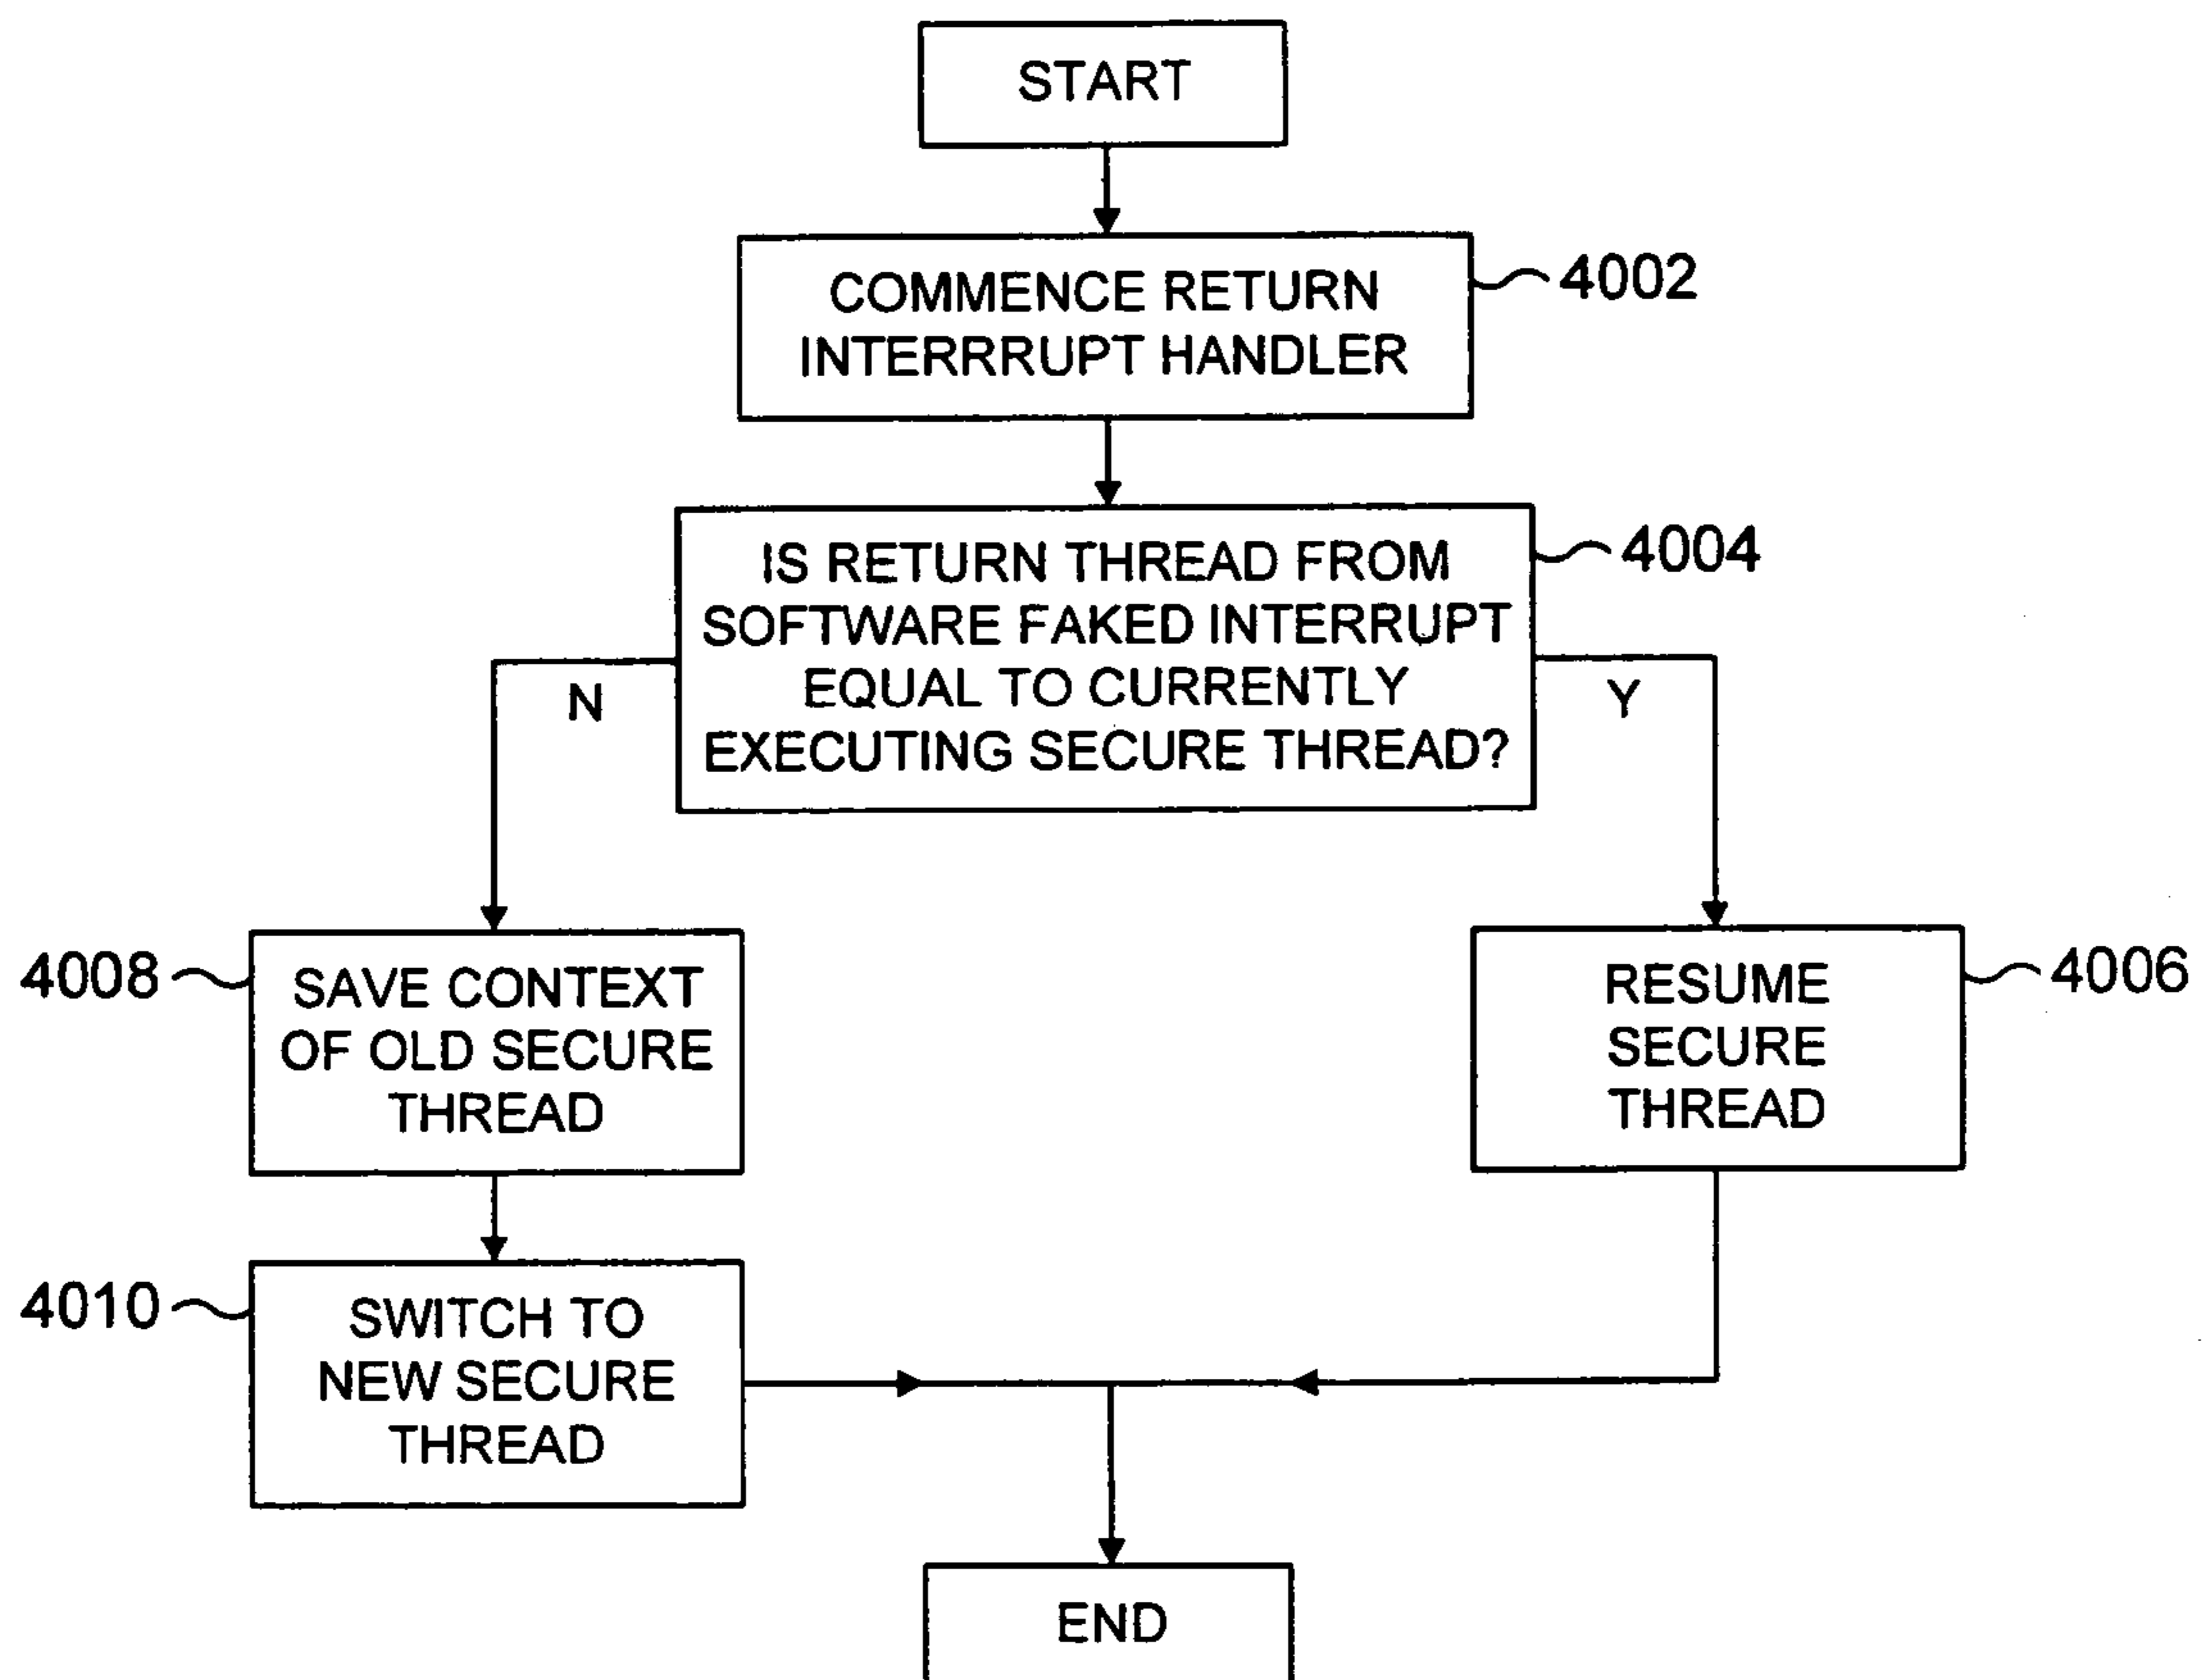 START
COMMENCE RETURN
INTERRRUPT HANDLER
4002
IS RETURN THREAD FROM
SOFTWARE FAKED INTERRUPT
EQUAL TO CURRENTLY
EXECUTING SECURE THREAD?
4004
N
Y
4008
SAVE CONTEXT
OF OLD SECURE
THREAD
RESUME
SECURE
THREAD
4006
4010
SWITCH TO
NEW SECURE
THREAD
END